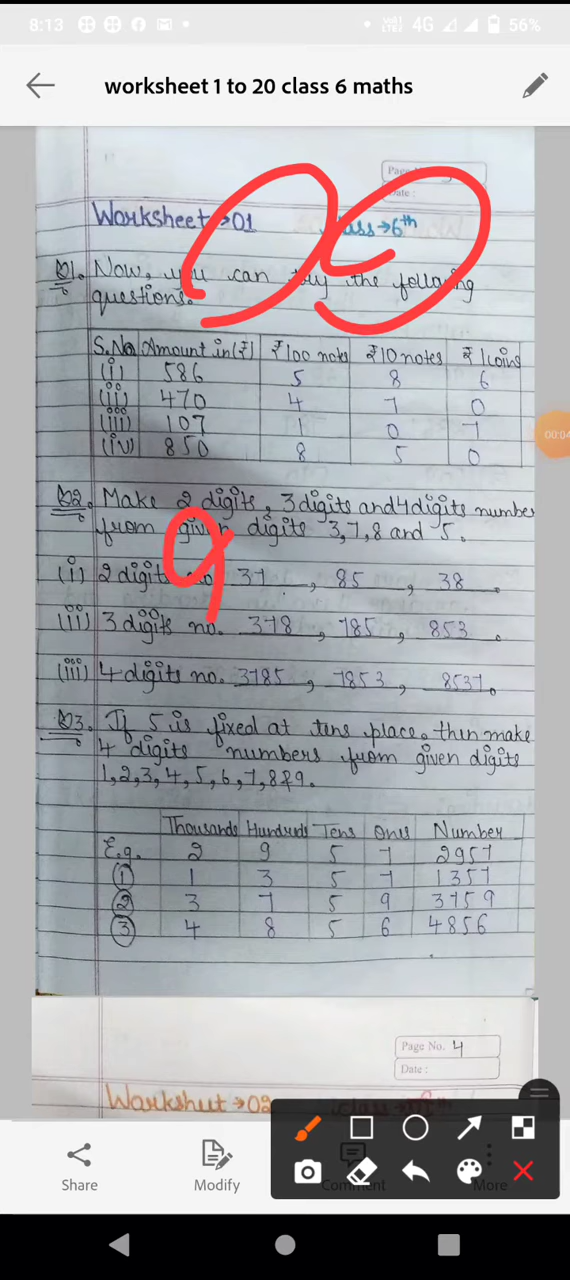 8:13
4G
56%
worksheet 1 to 20 class 6 maths
Date :
Worksheet → 01
class → 6th
Q1. Now, you can try the following
questions.
S.No Amount in (₹) ₹100 notes ₹10 notes ₹ 1 coins
(i) 586 5 8 6
(ii) 470 4 7 0
(iii) 107 1 0 7
(iv) 850 8 5 0
00:04
Q2. Make 2 digits, 3 digits and 4 digits number
from given digits 3, 7, 8 and 5.
(i) 2 digits no. 37, 85, 38.
(ii) 3 digits no. 378, 785, 853.
(iii) 4 digits no. 3785, 7853, 8537.
Q3. If 5 is fixed at tens place. then make
4 digits numbers from given digits
1, 2, 3, 4, 5, 6, 7, 8 & 9.
Thousands Hundreds Tens Ones Number
E.g. 2 9 5 7 2957
1 1 3 5 7 1357
2 3 7 5 9 3759
3 4 8 5 6 4856
Page No. 4
Date :
Worksheet → 02
Share Modify Comment More